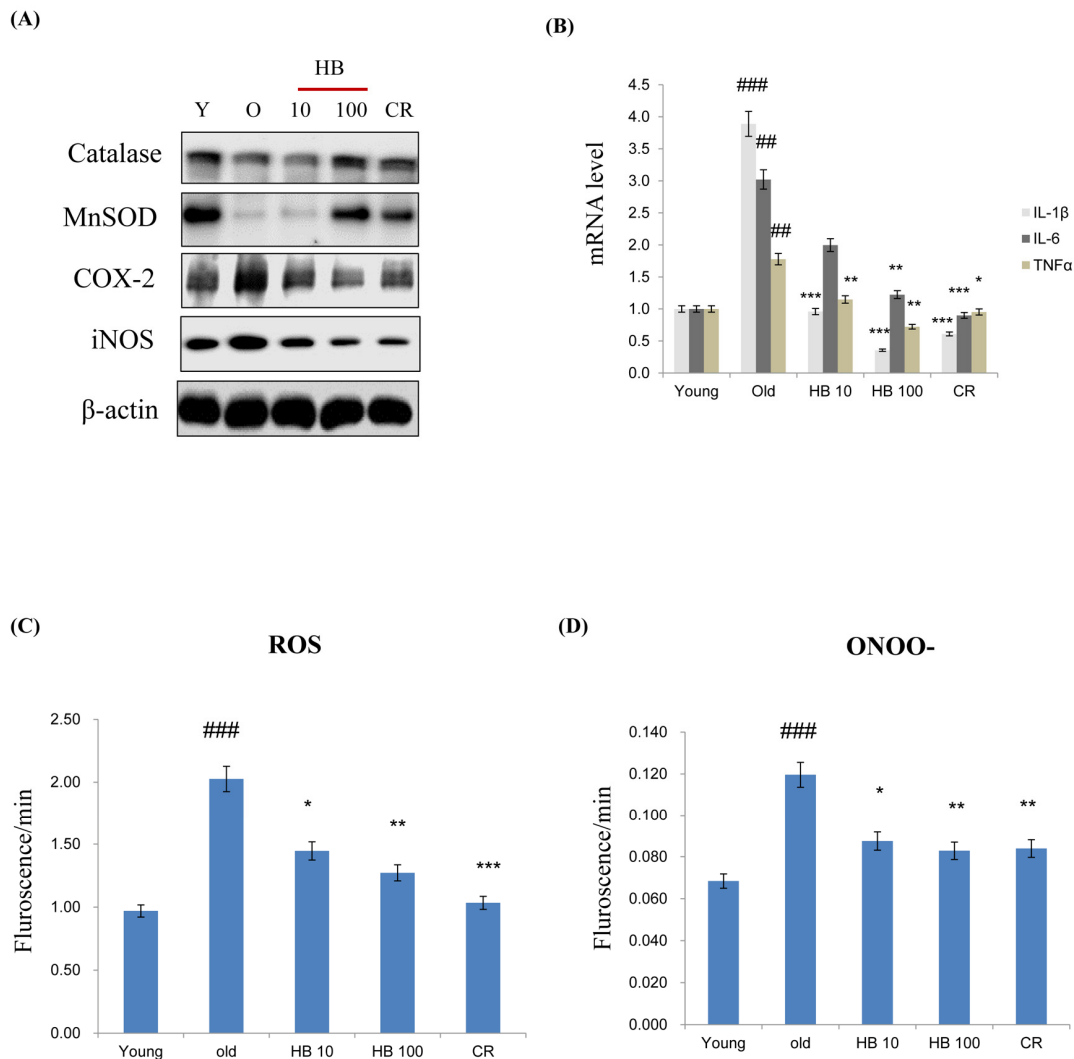 (A)
HB
Y O 10 100 CR
Catalase
MnSOD
COX-2
iNOS
β-actin
(B)
mRNA level
4.5
4.0
3.5
3.0
2.5
2.0
1.5
1.0
0.5
0.0
###
##
##
***
**
***
**
**
***
***
*
Young Old HB 10 HB 100 CR
IL-1β
IL-6
TNFα
(C)
ROS
Fluroscence/min
2.50
2.00
1.50
1.00
0.50
0.00
###
*
**
***
Young old HB 10 HB 100 CR
(D)
ONOO-
Fluroscence/min
0.140
0.120
0.100
0.080
0.060
0.040
0.020
0.000
###
*
**
**
Young old HB 10 HB 100 CR